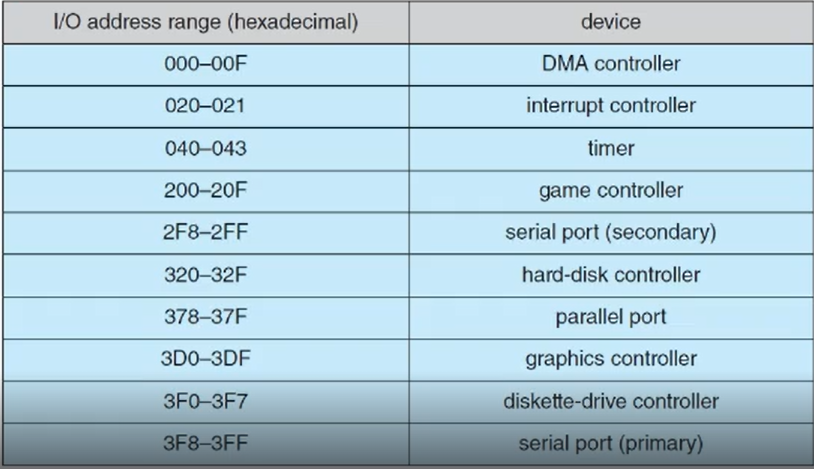 I/O address range (hexadecimal) device
000–00F DMA controller
020–021 interrupt controller
040–043 timer
200–20F game controller
2F8–2FF serial port (secondary)
320–32F hard-disk controller
378–37F parallel port
3D0–3DF graphics controller
3F0–3F7 diskette-drive controller
3F8–3FF serial port (primary)